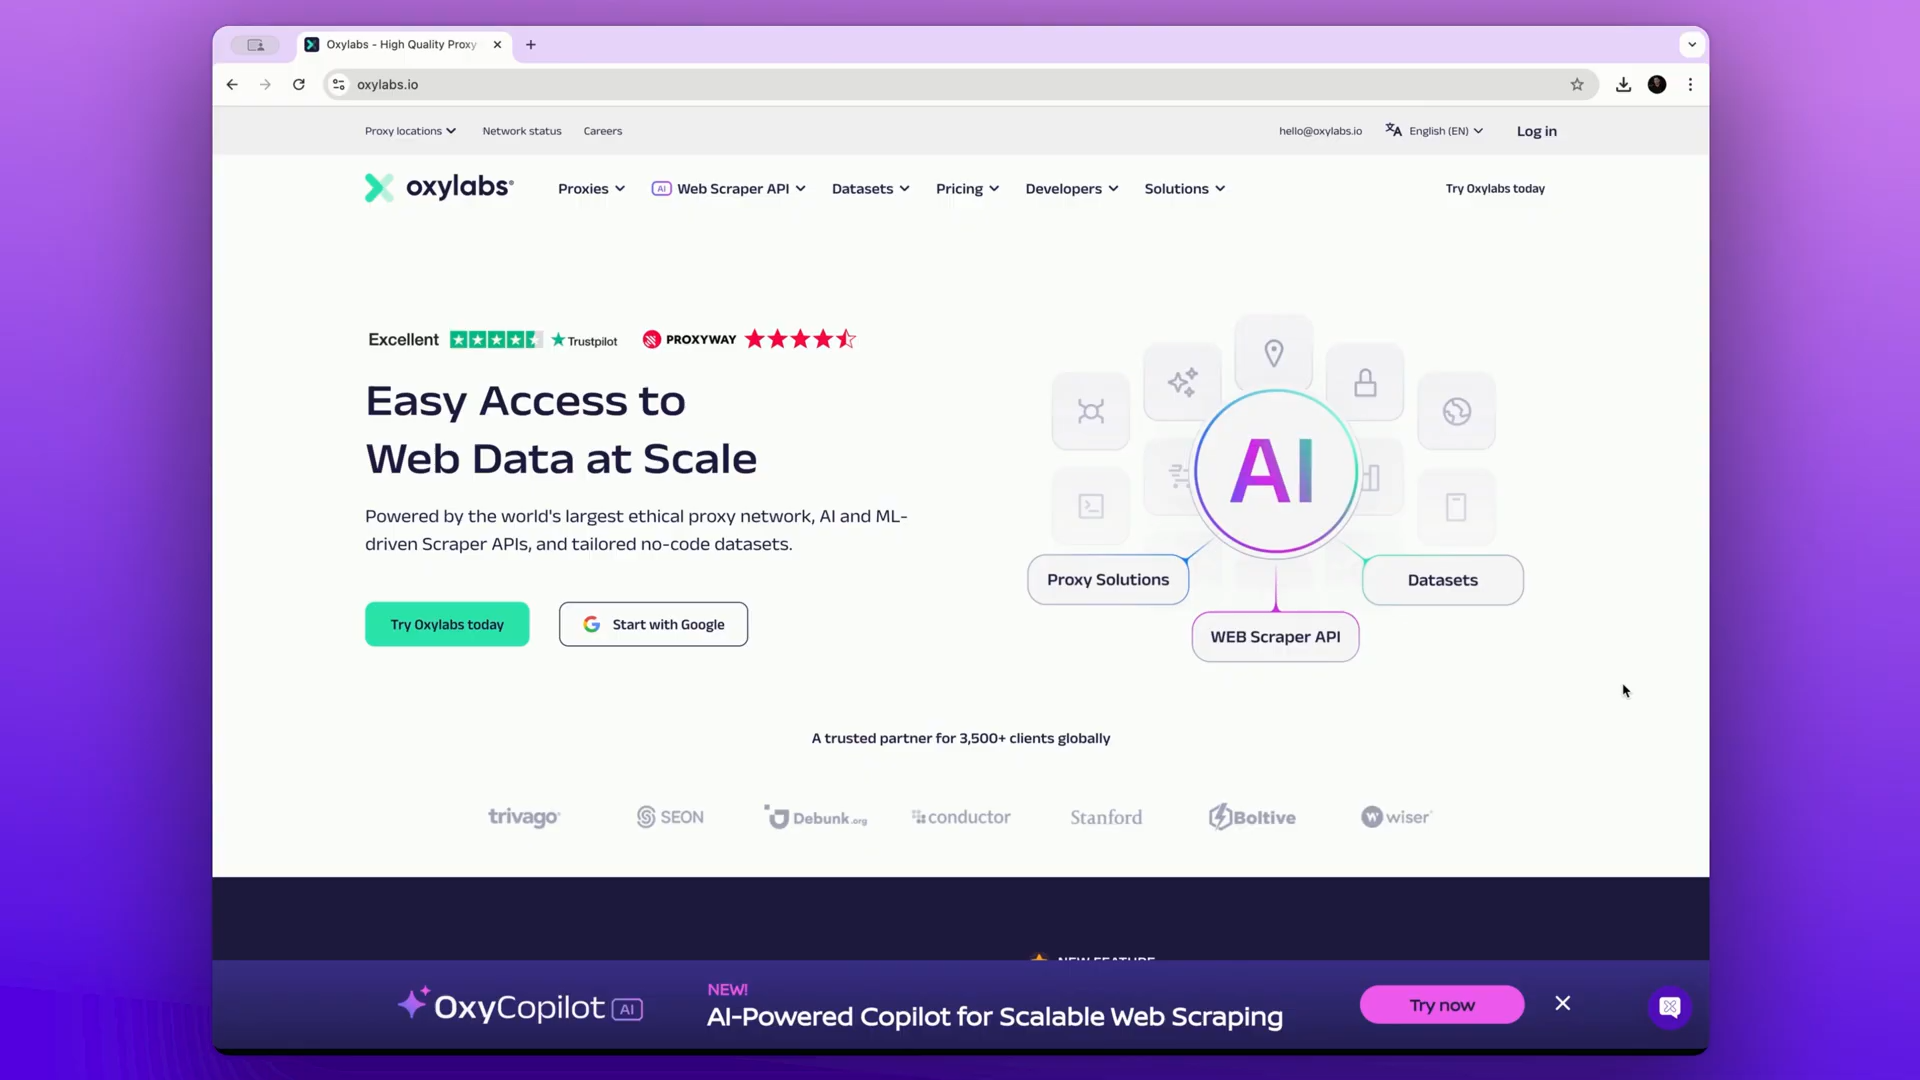 Oxylabs - High Quality Proxy
oxylabs.io
Proxy locations
Network status
Careers
hello@oxylabs.io
English (EN)
Log in
oxylabs
Proxies
AI Web Scraper API
Datasets
Pricing
Developers
Solutions
Try Oxylabs today
Excellent
Trustpilot
PROXYWAY
Easy Access to
Web Data at Scale
Powered by the world's largest ethical proxy network, AI and ML-
driven Scraper APIs, and tailored no-code datasets.
Try Oxylabs today
Start with Google
AI
Proxy Solutions
Datasets
WEB Scraper API
A trusted partner for 3,500+ clients globally
trivago
SEON
Debunk.org
conductor
Stanford
Boltive
wiser
NEW FEATURE
OxyCopilot AI
NEW!
AI-Powered Copilot for Scalable Web Scraping
Try now